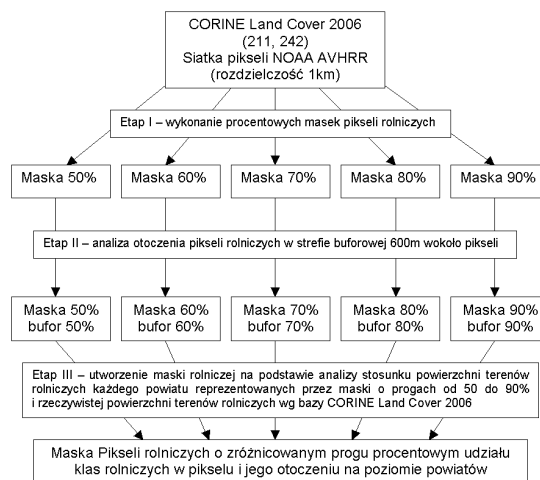 CORINE Land Cover 2006
(211, 242)
Siatka pikseli NOAA AVHRR
(rozdzielczość 1km)
Etap I – wykonanie procentowych masek pikseli rolniczych
Maska 50%
Maska 60%
Maska 70%
Maska 80%
Maska 90%
Etap II – analiza otoczenia pikseli rolniczych w strefie buforowej 600m wokoło pikseli
Maska 50%
bufor 50%
Maska 60%
bufor 60%
Maska 70%
bufor 70%
Maska 80%
bufor 80%
Maska 90%
bufor 90%
Etap III – utworzenie maski rolniczej na podstawie analizy stosunku powierzchni terenów
rolniczych każdego powiatu reprezentowanych przez maski o progach od 50 do 90%
i rzeczywistej powierzchni terenów rolniczych wg bazy CORINE Land Cover 2006
Maska Pikseli rolniczych o zróżnicowanym progu procentowym udziału
klas rolniczych w pikselu i jego otoczeniu na poziomie powiatów